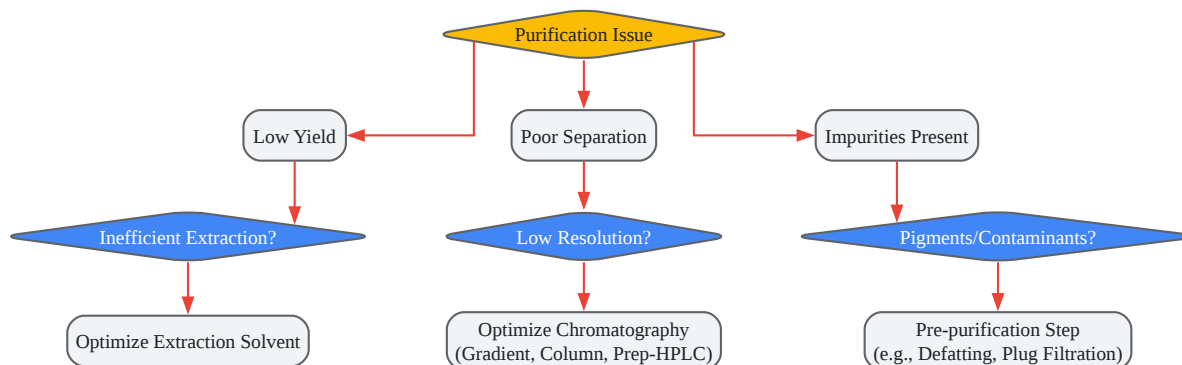 Purification Issue
Low Yield
Poor Separation
Impurities Present
Inefficient Extraction?
Low Resolution?
Pigments/Contaminants?
Optimize Extraction Solvent
Optimize Chromatography
(Gradient, Column, Prep-HPLC)
Pre-purification Step
(e.g., Defatting, Plug Filtration)